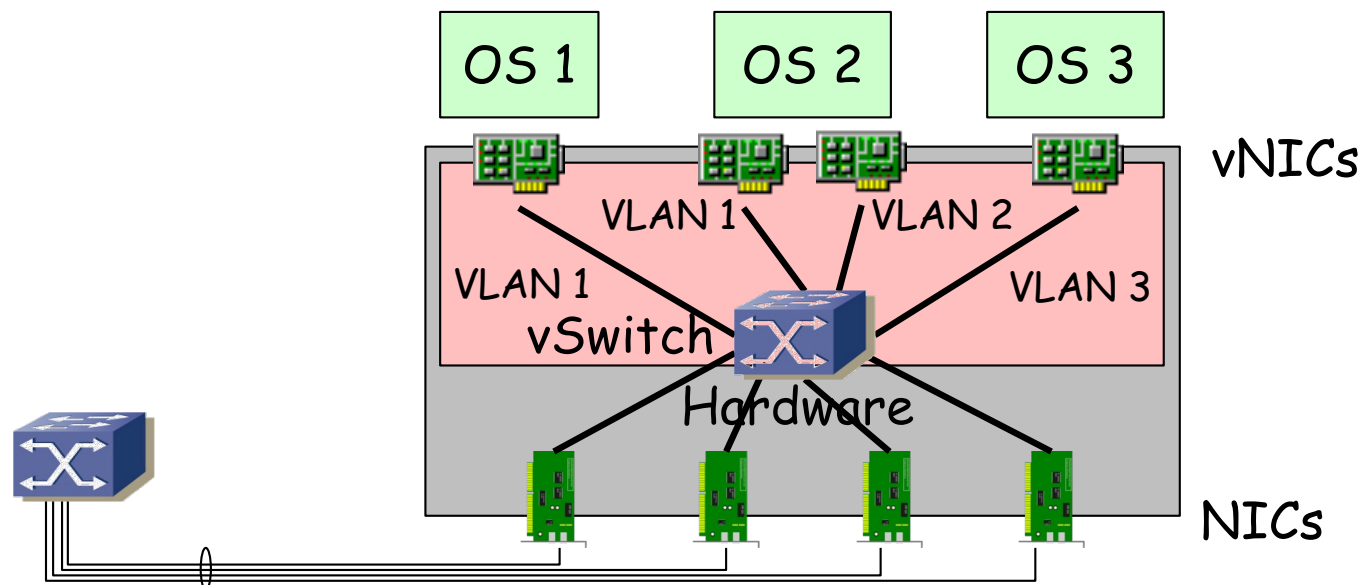 OS 1
OS 2
OS 3
vNICs
VLAN 1
VLAN 2
VLAN 1
VLAN 3
vSwitch
Hardware
NICs